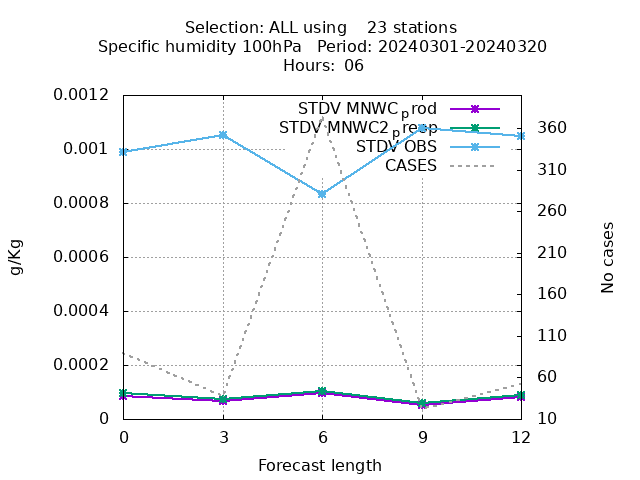 Selection: ALL using    23 stations
Specific humidity 100hPa   Period: 20240301-20240320
Hours:  06
STDV MNWC_prod
STDV MNWC2_preop
STDV OBS
CASES
0.0012
0.001
0.0008
0.0006
0.0004
0.0002
0
360
310
260
210
160
110
60
10
g/Kg
No cases
0 3 6 9 12
Forecast length